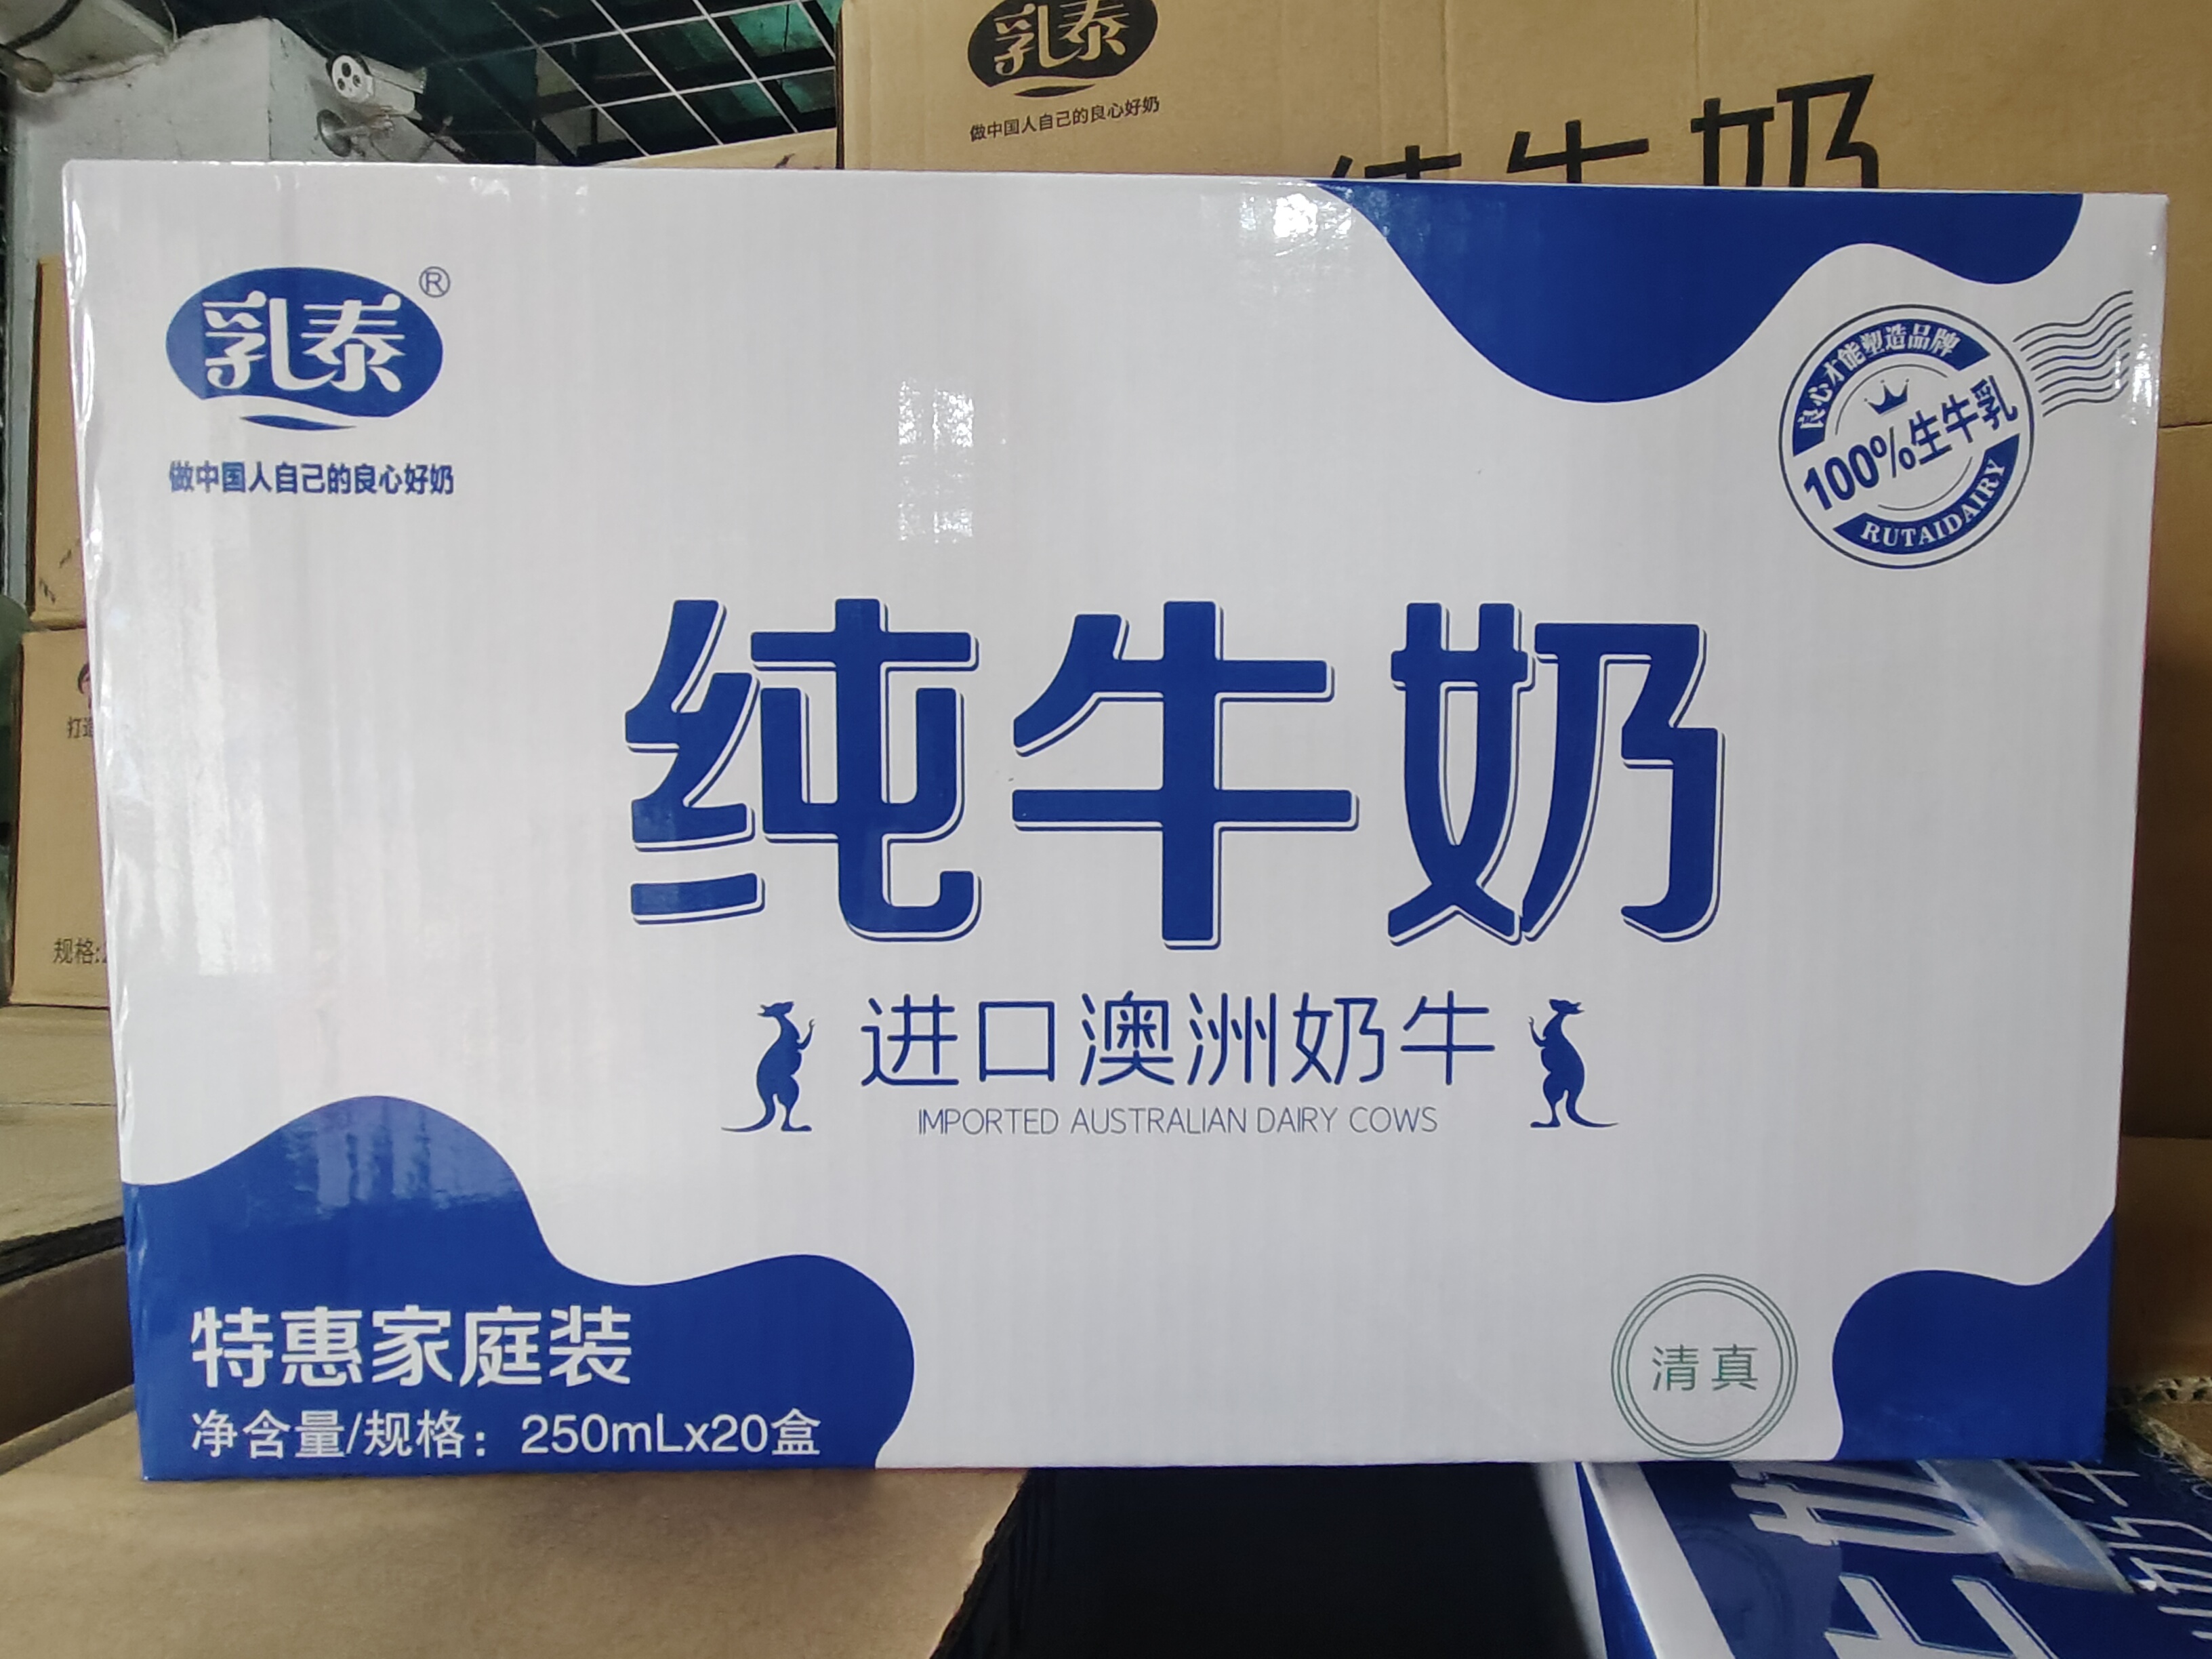 乳泰
做中国人自己的良心好奶
纯牛奶
乳泰®
做中国人自己的良心好奶
良心才能塑造品牌
100%生牛乳
RUTAIDAIRY
纯牛奶
进口澳洲奶牛
IMPORTED AUSTRALIAN DAIRY COWS
特惠家庭装
净含量/规格：250mLx20盒
清真
打造
规格: